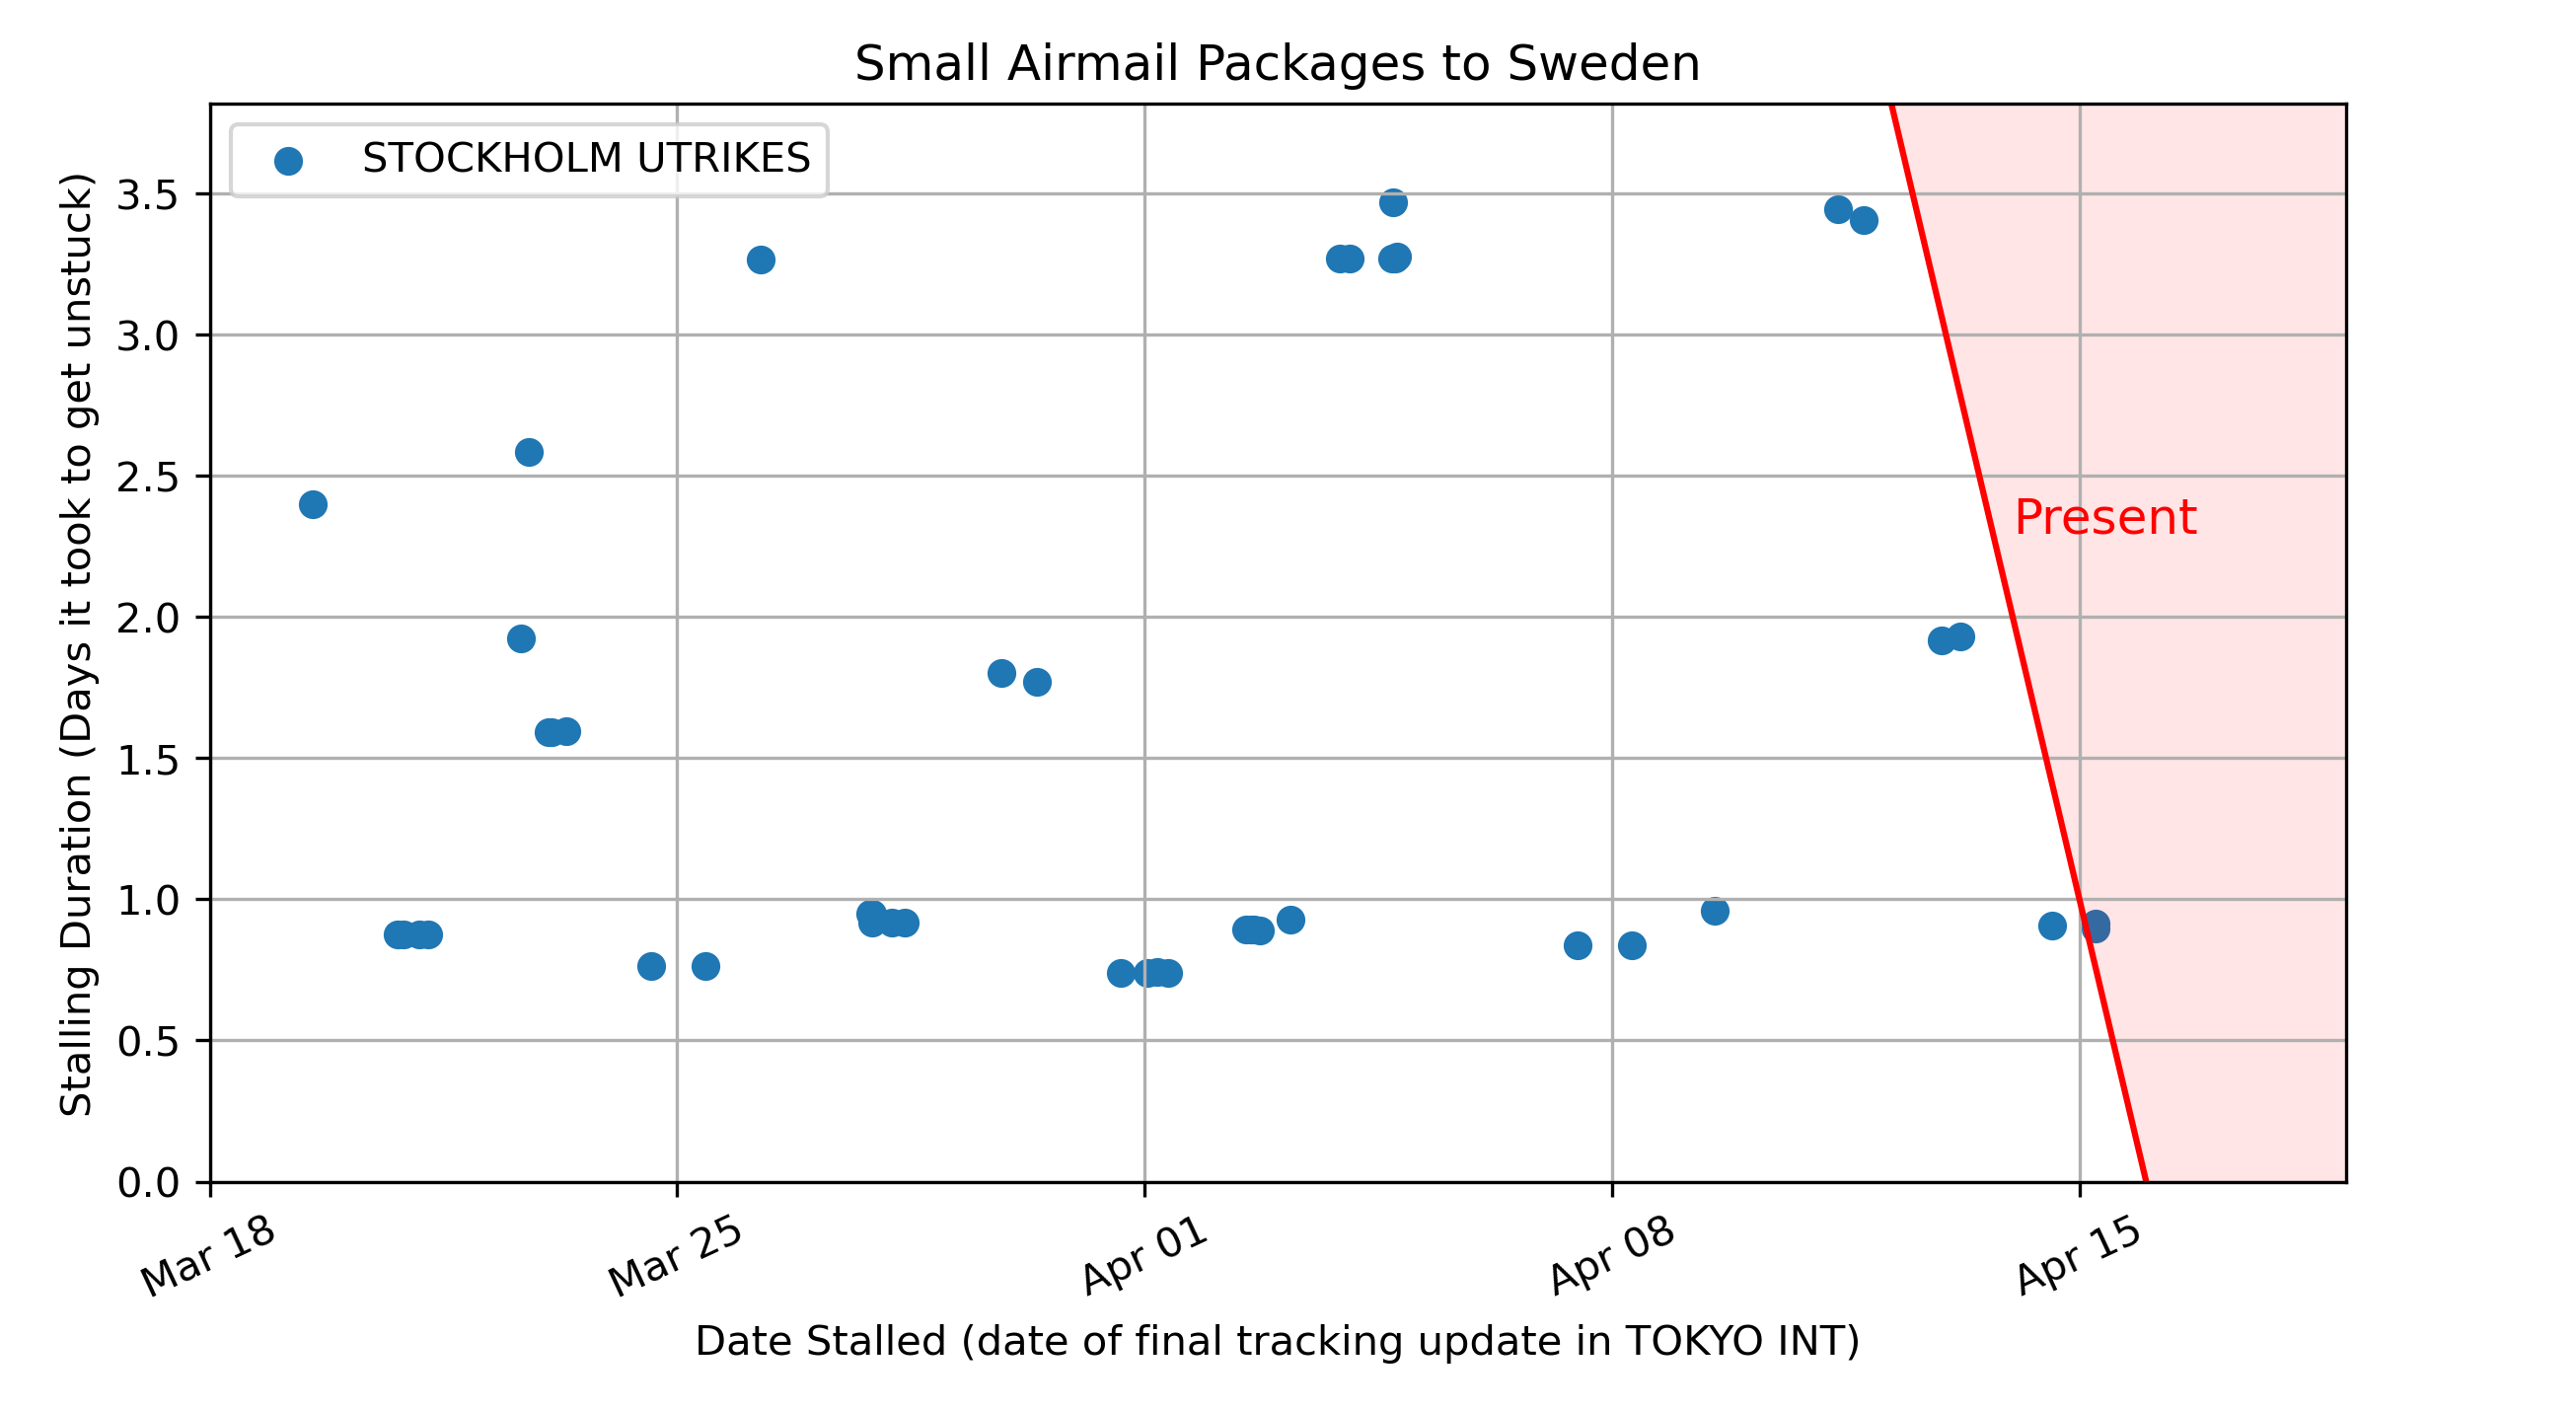 Small Airmail Packages to Sweden
STOCKHOLM UTRIKES
Stalling Duration (Days it took to get unstuck)
3.5
3.0
2.5
2.0
1.5
1.0
0.5
0.0
Present
Mar 18
Mar 25
Apr 01
Apr 08
Apr 15
Date Stalled (date of final tracking update in TOKYO INT)